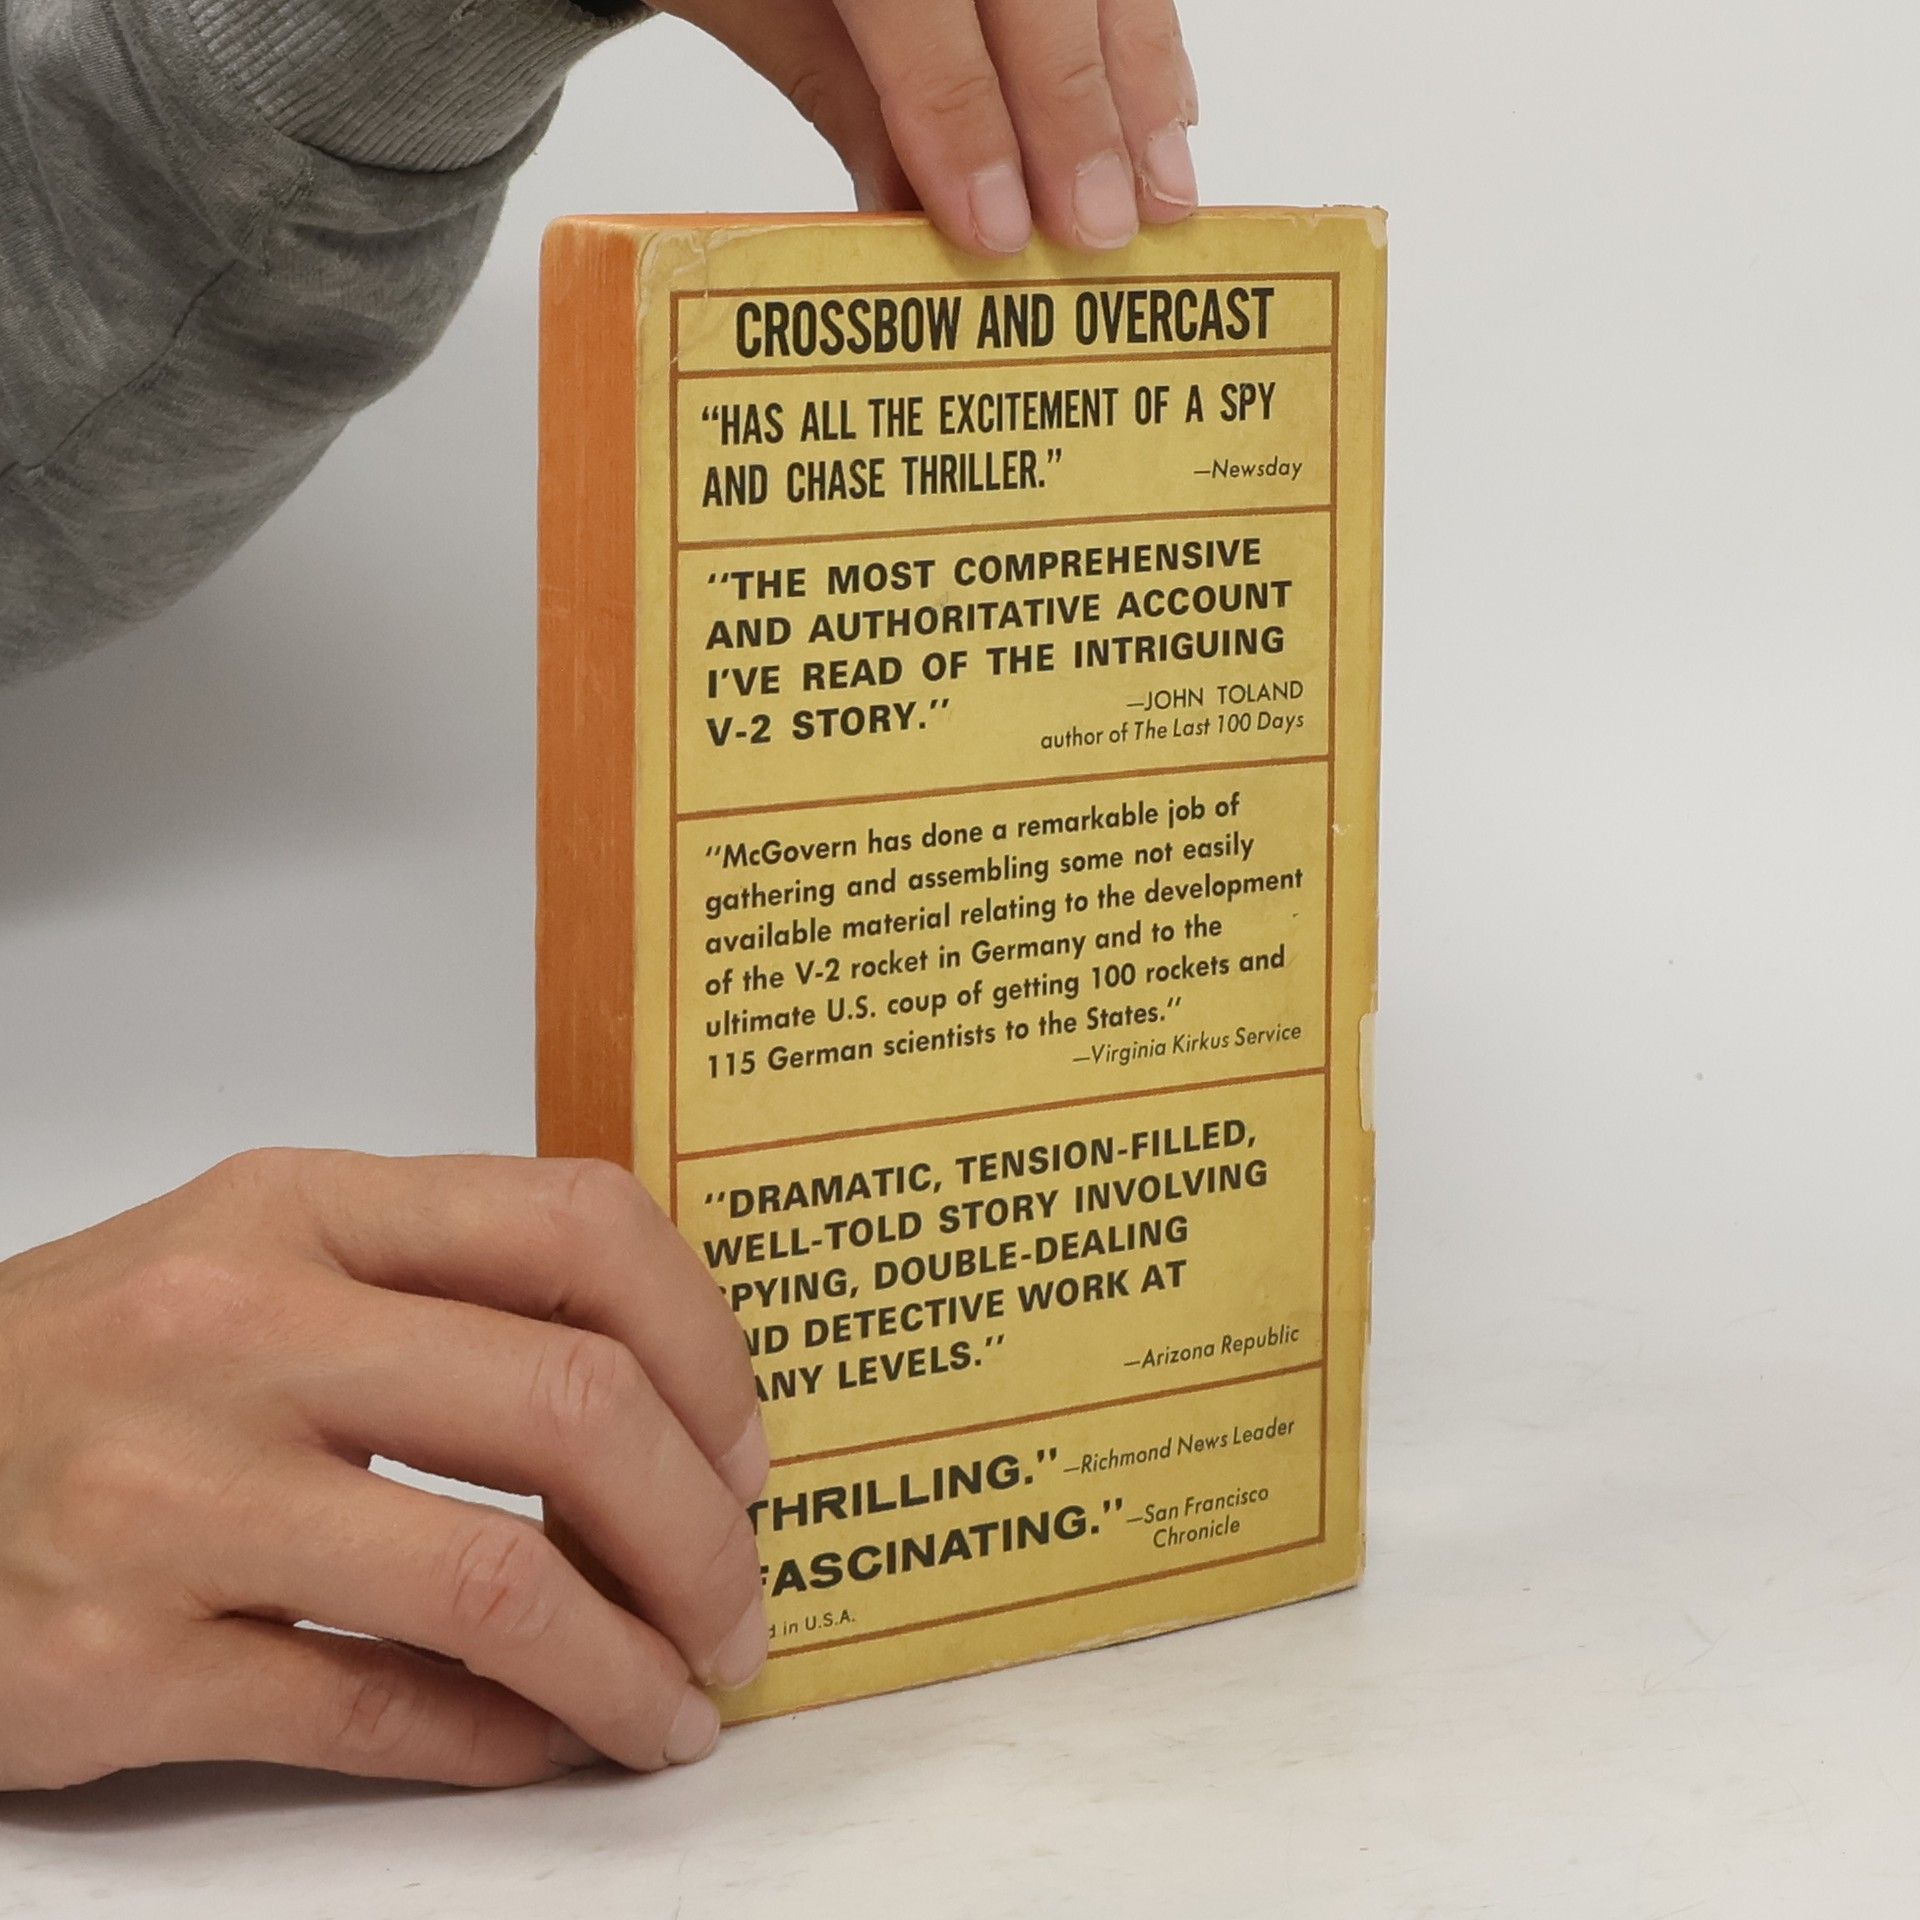 CROSSBOW AND OVERCAST
“HAS ALL THE EXCITEMENT OF A SPY
AND CHASE THRILLER.” —Newsday
“THE MOST COMPREHENSIVE
AND AUTHORITATIVE ACCOUNT
I’VE READ OF THE INTRIGUING
V-2 STORY.” —JOHN TOLAND
author of The Last 100 Days
“McGovern has done a remarkable job of
gathering and assembling some not easily
available material relating to the development
of the V-2 rocket in Germany and to the
ultimate U.S. coup of getting 100 rockets and
115 German scientists to the States.”
—Virginia Kirkus Service
“DRAMATIC, TENSION-FILLED,
WELL-TOLD STORY INVOLVING
SPYING, DOUBLE-DEALING
AND DETECTIVE WORK AT
MANY LEVELS.” —Arizona Republic
THRILLING.” —Richmond News Leader
FASCINATING.” —San Francisco
Chronicle
in U.S.A.